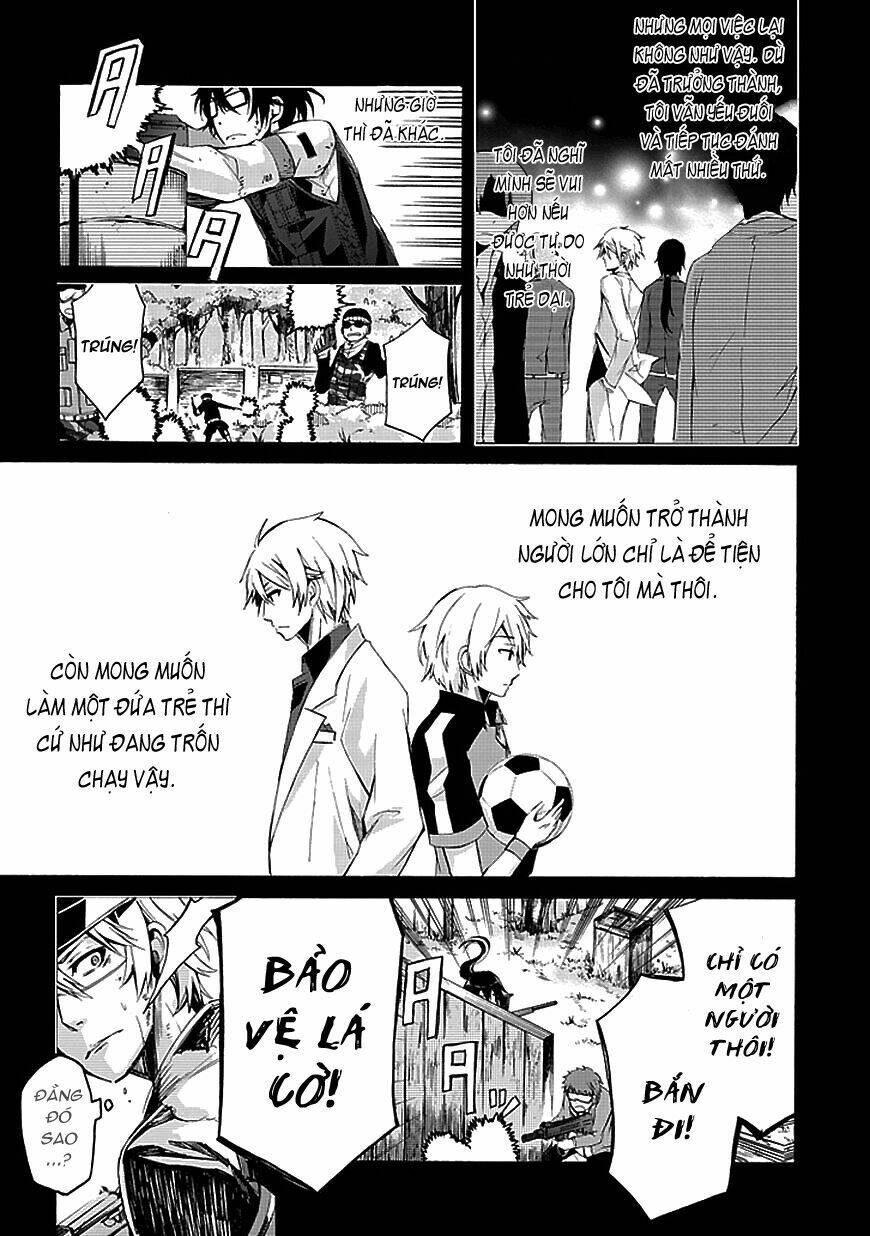 NHƯNG MỌI VIỆC LẠI
KHÔNG NHƯ VẬY. DÙ
ĐÃ TRƯỞNG THÀNH,
TÔI VẪN YẾU ĐUỐI
VÀ TIẾP TỤC ĐÁNH
MẤT NHIỀU THỨ.
TÔI ĐÃ NGHĨ
MÌNH SẼ VUI
HƠN NẾU
ĐƯỢC TỰ DO
NHƯ THỜI
TRẺ DẠI.
NHƯNG GIỜ
THÌ ĐÃ KHÁC.
TRÚNG!
TRÚNG!
MONG MUỐN TRỞ THÀNH
NGƯỜI LỚN CHỈ LÀ ĐỂ TIỆN
CHO TÔI MÀ THÔI.
CÒN MONG MUỐN
LÀM MỘT ĐỨA TRẺ THÌ
CỨ NHƯ ĐANG TRỐN
CHẠY VẬY.
CHỈ CÓ
MỘT
NGƯỜI
THÔI!
BẮN
ĐI!
BẢO
VỆ LÁ
CỜ!
ĐẰNG
ĐÓ
SAO
...?